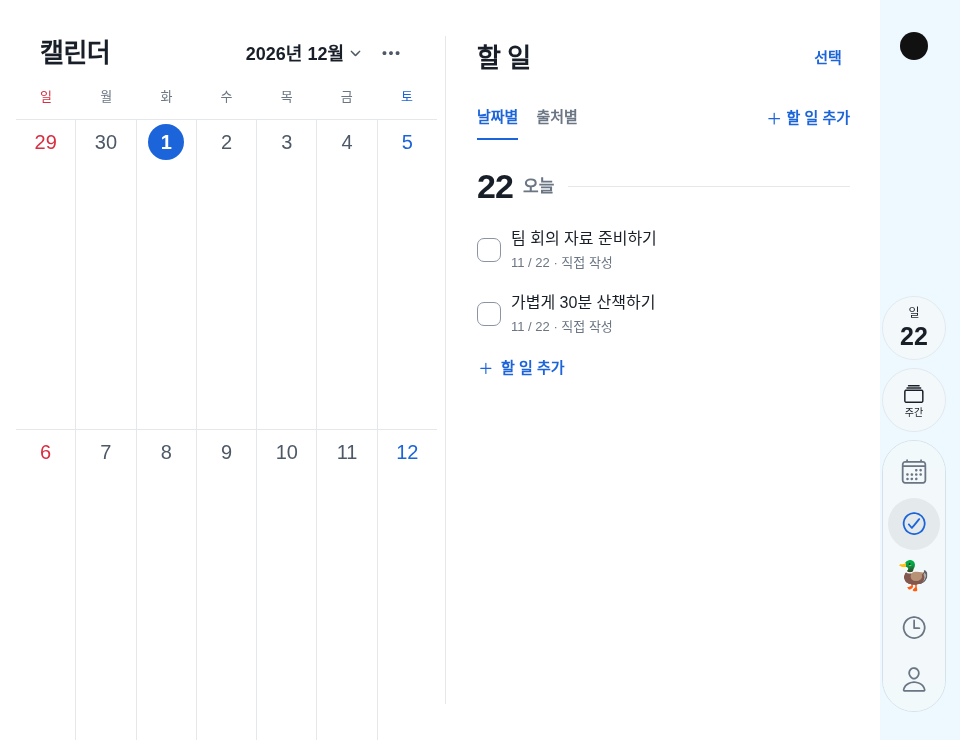 캘린더
2026년 12월
일 월 화 수 목 금 토
29 30 1 2 3 4 5
6 7 8 9 10 11 12
할 일
선택
날짜별 출처별
+ 할 일 추가
22 오늘
팀 회의 자료 준비하기
11 / 22 · 직접 작성
가볍게 30분 산책하기
11 / 22 · 직접 작성
+ 할 일 추가
일
22
주간